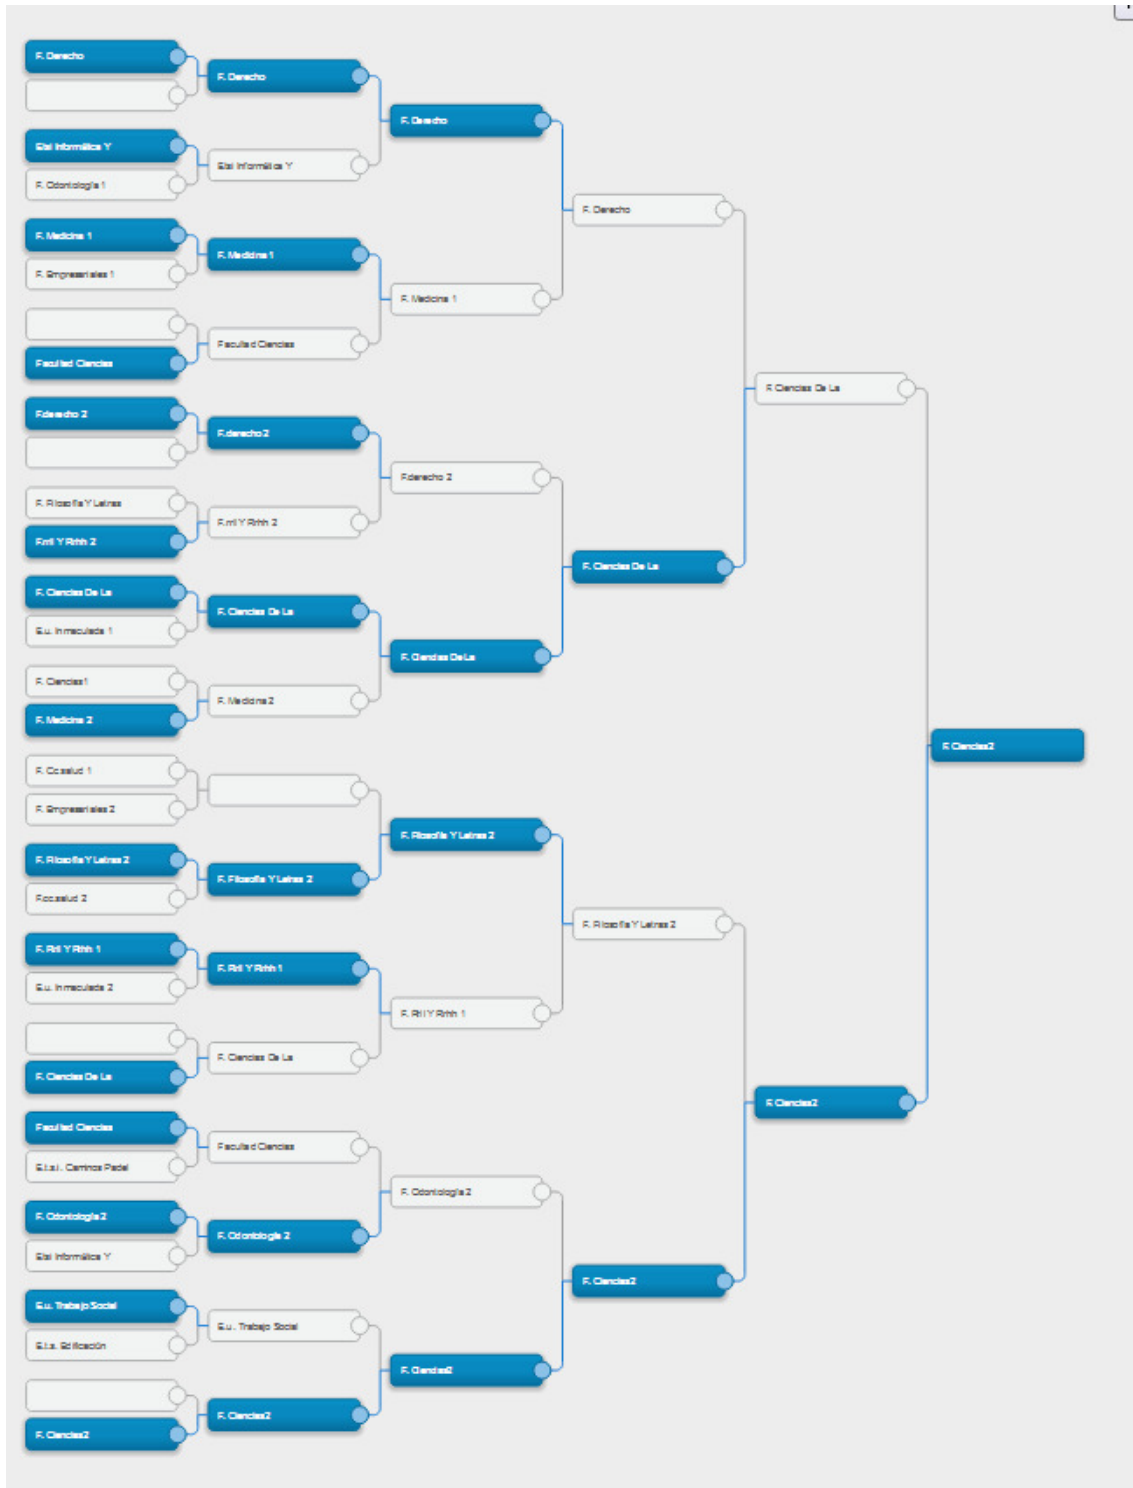 F. Derecho
F. Derecho
F. Derecho
Etsi Informática Y
Etsi Informática Y
F. Odontología 1
F. Derecho
F. Medicina 1
F. Medicina 1
F. Empresariales 1
F. Medicina 1
Facultad Ciencias
Facultad Ciencias
F. Ciencias De La
F.derecho 2
F.derecho 2
F.derecho 2
F. Filosofía Y Letras
F.rrll Y Rrhh 2
F.rrll Y Rrhh 2
F. Ciencias De La
F. Ciencias De La
F. Ciencias De La
E.u. Inmaculada 1
F. Ciencias De La
F. Ciencias1
F. Medicina 2
F. Medicina 2
F. Ciencias2
F. Cc.salud 1
F. Empresariales 2
F. Filosofía Y Letras 2
F. Filosofía Y Letras 2
F. Filosofía Y Letras 2
F.cc.salud 2
F. Filosofía Y Letras 2
F. Rrll Y Rrhh 1
F. Rrll Y Rrhh 1
E.u. Inmaculada 2
F. Rrll Y Rrhh 1
F. Ciencias De La
F. Ciencias De La
F. Ciencias2
Facultad Ciencias
Facultad Ciencias
E.t.s.i. Caminos Padel
F. Odontología 2
F. Odontología 2
F. Odontología 2
Etsi Informática Y
F. Ciencias2
E.u. Trabajo Social
E.u. Trabajo Social
E.t.s. Edificación
F. Ciencias2
F. Ciencias2
F. Ciencias2